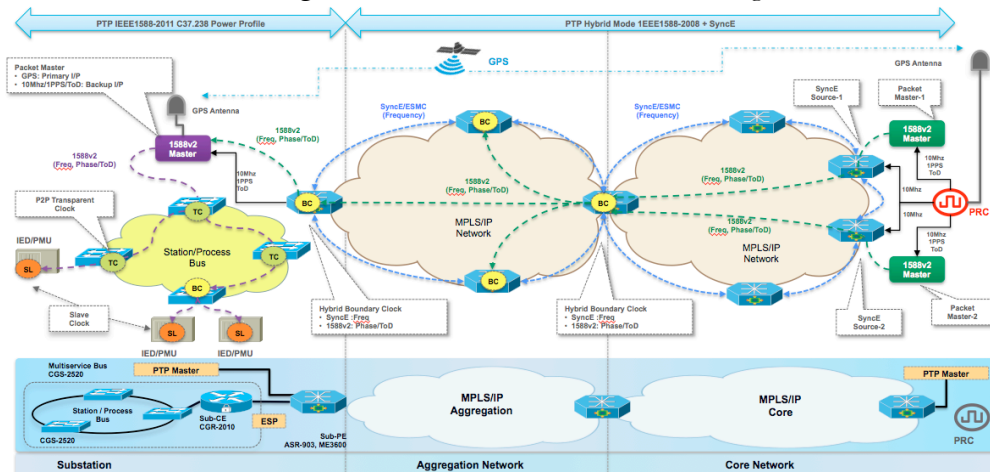 PTP IEEE1588-2011 C37.238 Power Profile
PTP Hybrid Mode 1EEE1588-2008 + SyncE
Packet Master
• GPS: Primary I/P
• 10Mhz/1PPS/ToD: Backup I/P
GPS Antenna
GPS
GPS Antenna
SyncE
Source-1
Packet
Master-1
SyncE/ESMC
(Frequency)
BC
SyncE/ESMC
(Frequency)
1588v2
Master
1588v2
(Freq, Phase/ToD)
1588v2
Master
1588v2
(Freq, Phase/ToD)
10Mhz
1PPS
ToD
10Mhz
1PPS
ToD
1588v2
(Freq, Phase/ToD)
1588v2
(Freq, Phase/ToD)
10Mhz
P2P Transparent
Clock
TC
BC
BC
PRC
10Mhz
IED/PMU
MPLS/IP
Network
1588v2
(Freq, Phase/ToD)
MPLS/IP
Network
10Mhz
1PPS
ToD
SL
TC
Station/Process
Bus
TC
1588v2
Master
BC
BC
Slave
Clock
SL
SL
IED/PMU
IED/PMU
Hybrid Boundary Clock
• SyncE :Freq
• 1588v2: Phase/ToD
Hybrid Boundary Clock
• SyncE :Freq
• 1588v2: Phase/ToD
SyncE
Source-2
Packet
Master-2
Multiservice Bus
CGS-2520
PTP Master
PTP Master
Station / Process
Bus
Sub-CE
CGR-2010
ESP
CGS-2520
Sub-PE
ASR-903, ME3600
MPLS/IP
Aggregation
MPLS/IP
Core
PRC
Substation
Aggregation Network
Core Network